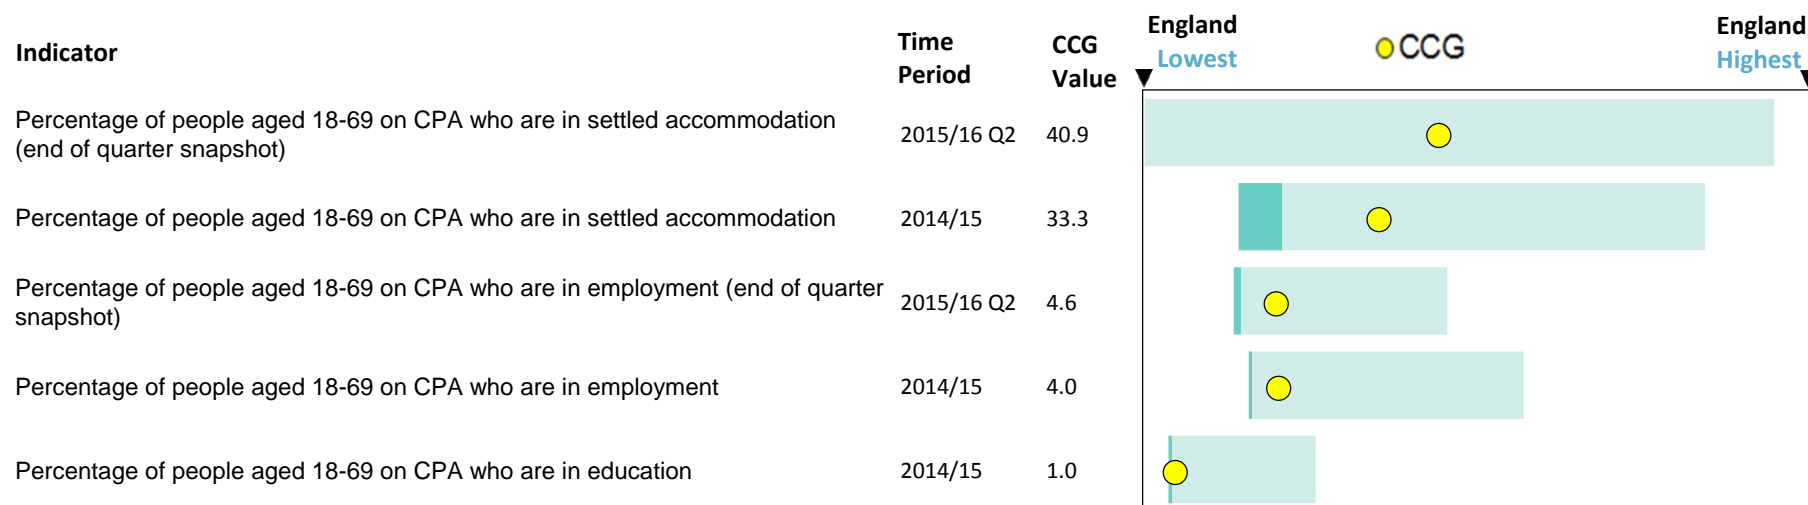 Indicator
Time Period
CCG Value
England Lowest
CCG
England Highest
Percentage of people aged 18-69 on CPA who are in settled accommodation
(end of quarter snapshot)
2015/16 Q2
40.9
Percentage of people aged 18-69 on CPA who are in settled accommodation
2014/15
33.3
Percentage of people aged 18-69 on CPA who are in employment (end of quarter
snapshot)
2015/16 Q2
4.6
Percentage of people aged 18-69 on CPA who are in employment
2014/15
4.0
Percentage of people aged 18-69 on CPA who are in education
2014/15
1.0